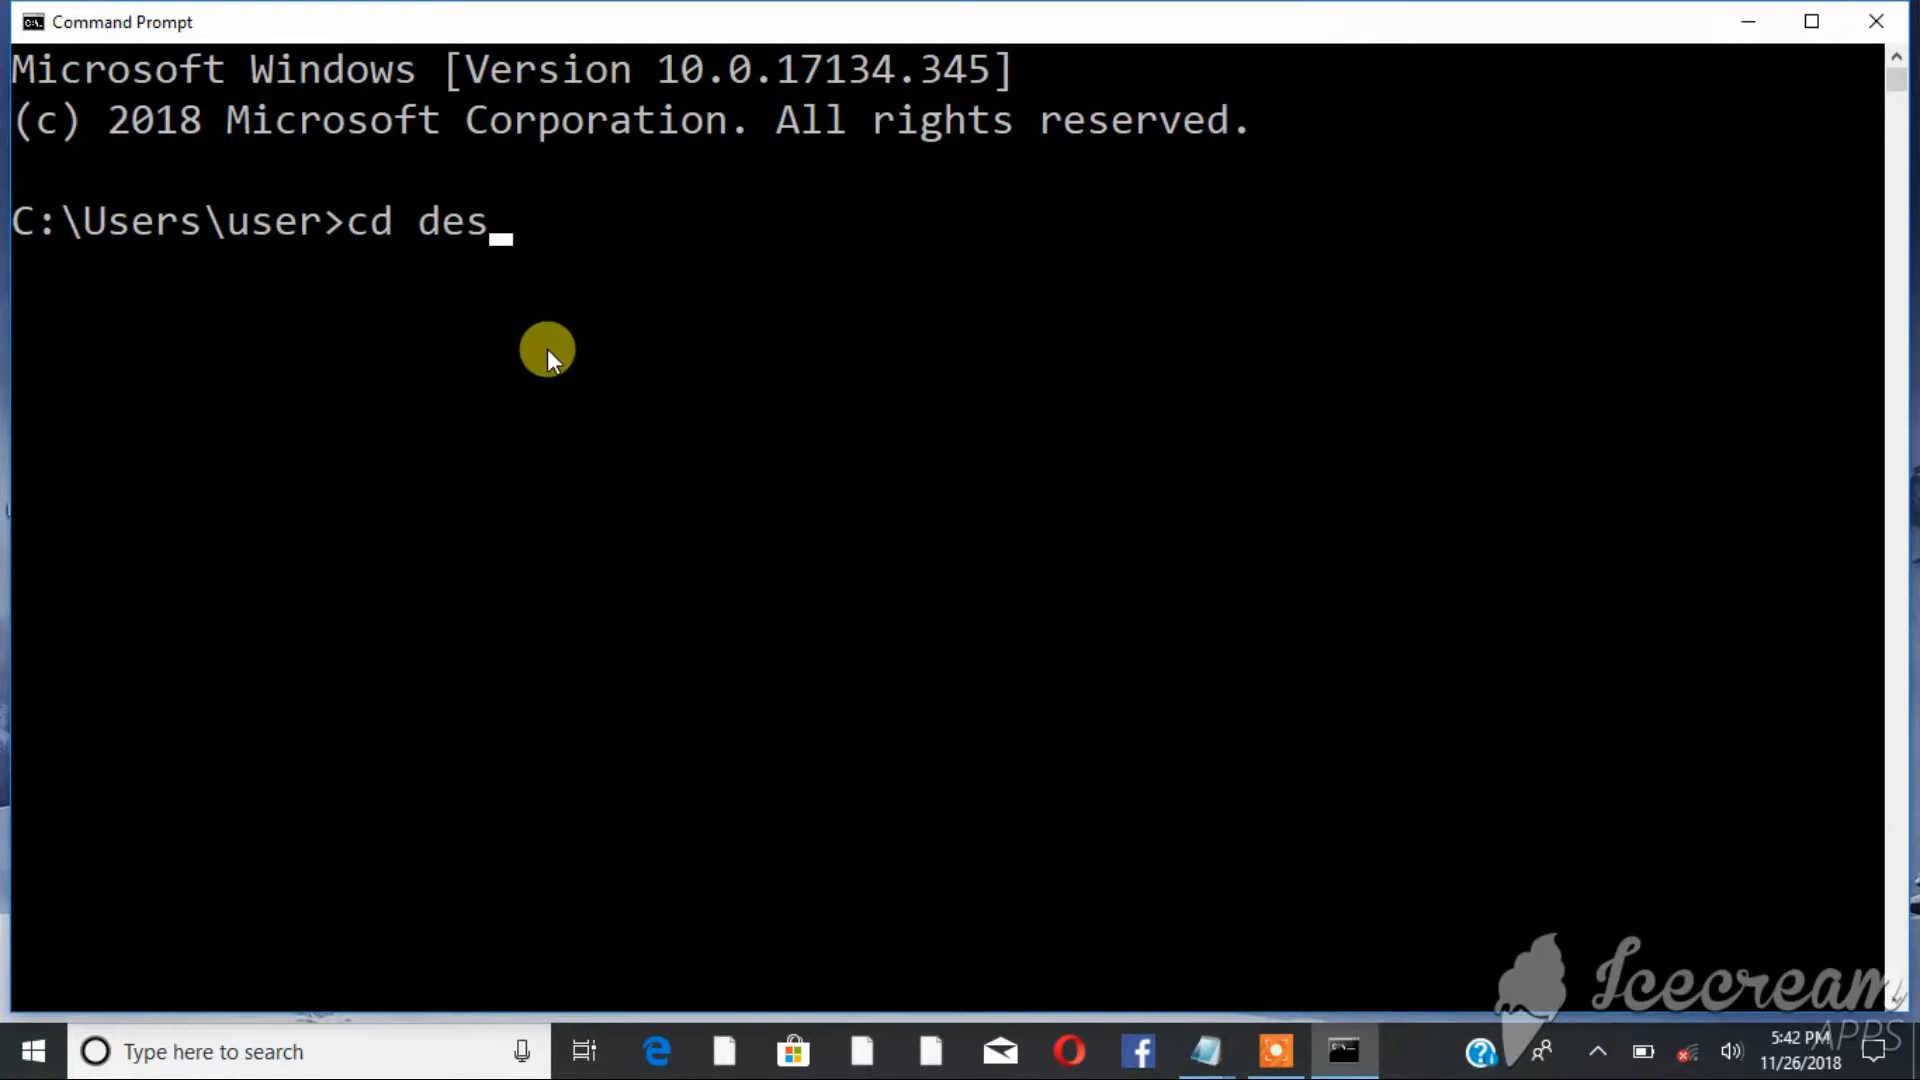 Command Prompt
Microsoft Windows [Version 10.0.17134.345]
(c) 2018 Microsoft Corporation. All rights reserved.
C:\Users\user>cd des
Icecream
APPS
Type here to search
5:42 PM
11/26/2018